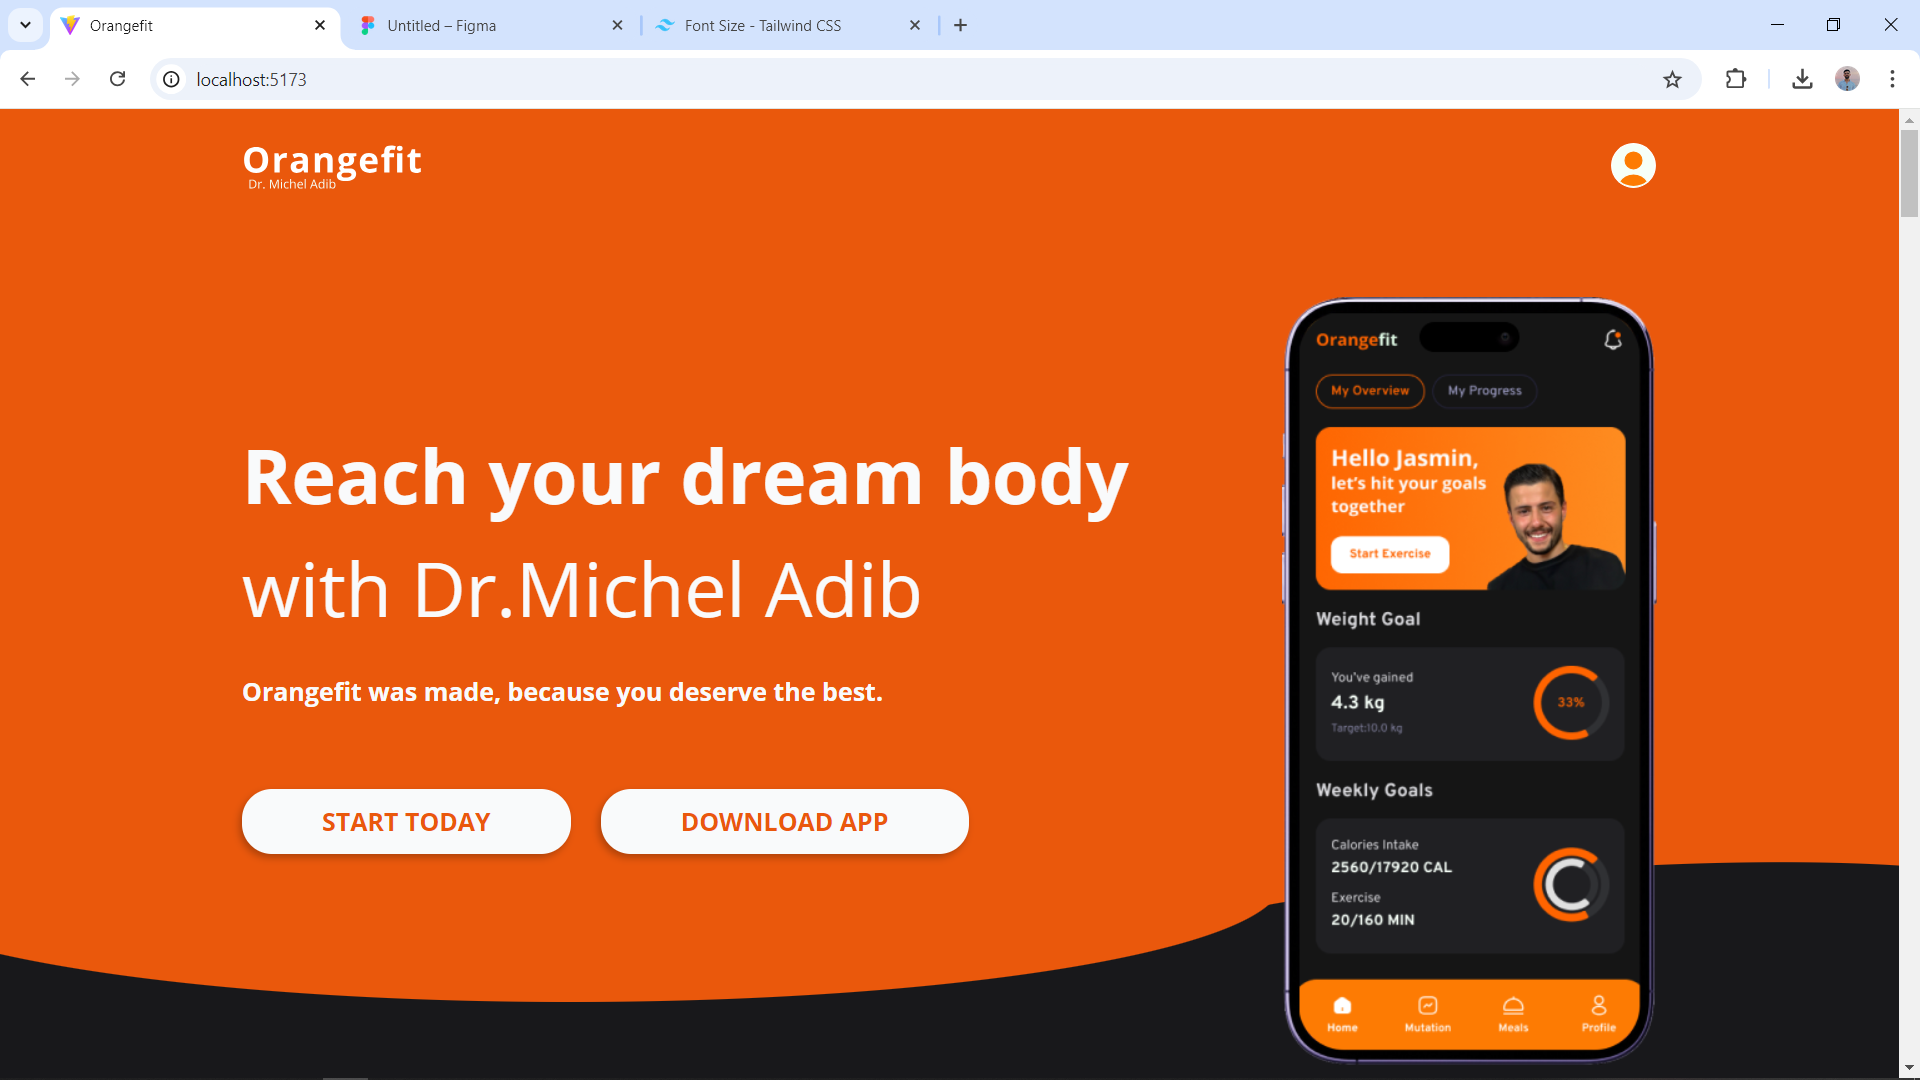 Orangefit
Untitled – Figma
Font Size - Tailwind CSS
localhost:5173
Orangefit
Dr. Michel Adib
Reach your dream body
with Dr.Michel Adib
Orangefit was made, because you deserve the best.
START TODAY
DOWNLOAD APP
Orangefit
My Overview
My Progress
Hello Jasmin,
let's hit your goals
together
Start Exercise
Weight Goal
You've gained
4.3 kg
Target:10.0 kg
33%
Weekly Goals
Calories Intake
2560/17920 CAL
Exercise
20/160 MIN
Home
Mutation
Meals
Profile